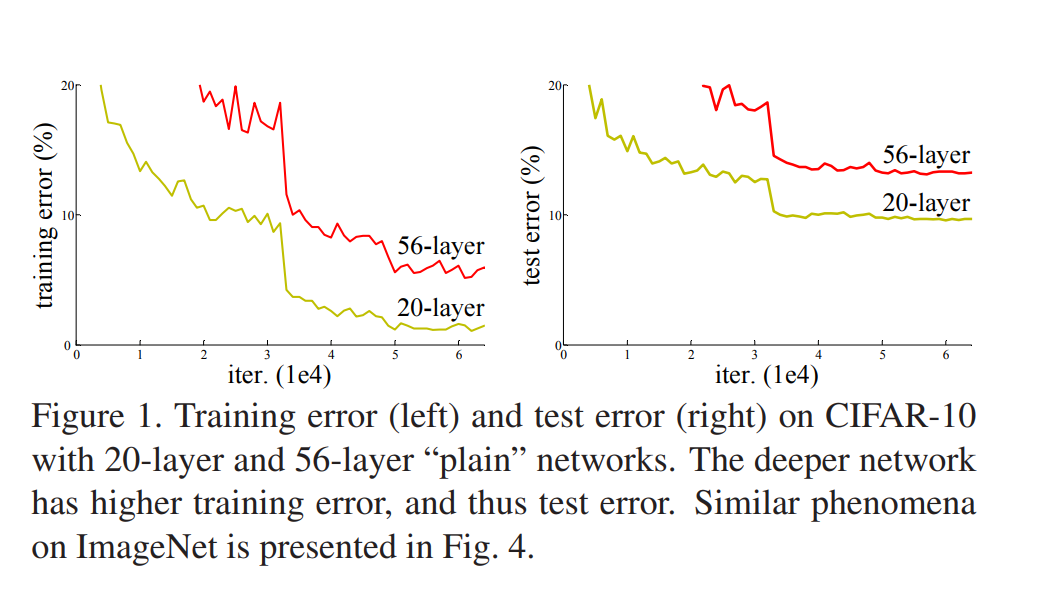 20
10
0
training error (%)
56-layer
20-layer
0 1 2 3 4 5 6
iter. (1e4)
20
10
0
test error (%)
56-layer
20-layer
0 1 2 3 4 5 6
iter. (1e4)
Figure 1. Training error (left) and test error (right) on CIFAR-10
with 20-layer and 56-layer “plain” networks. The deeper network
has higher training error, and thus test error. Similar phenomena
on ImageNet is presented in Fig. 4.